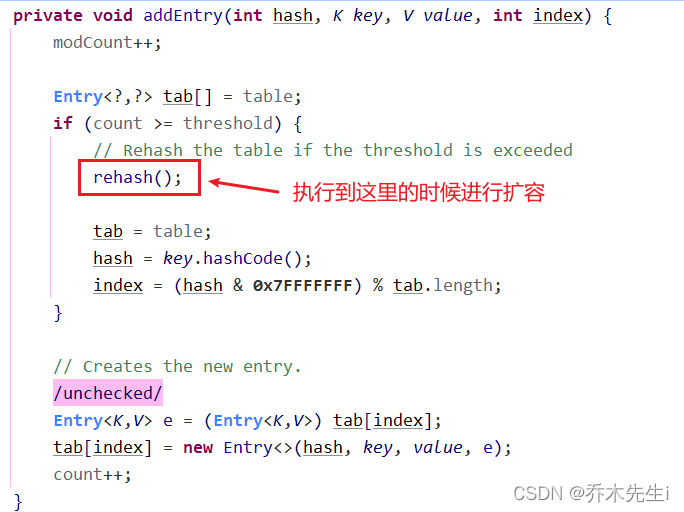 private void addEntry(int hash, K key, V value, int index) {
modCount++;
Entry<?,?> tab[] = table;
if (count >= threshold) {
// Rehash the table if the threshold is exceeded
rehash();
执行到这里的时候进行扩容
tab = table;
hash = key.hashCode();
index = (hash & 0x7FFFFFFF) % tab.length;
}
// Creates the new entry.
/unchecked/
Entry<K,V> e = (Entry<K,V>) tab[index];
tab[index] = new Entry<>(hash, key, value, e);
count++;
}
CSDN @乔木先生i